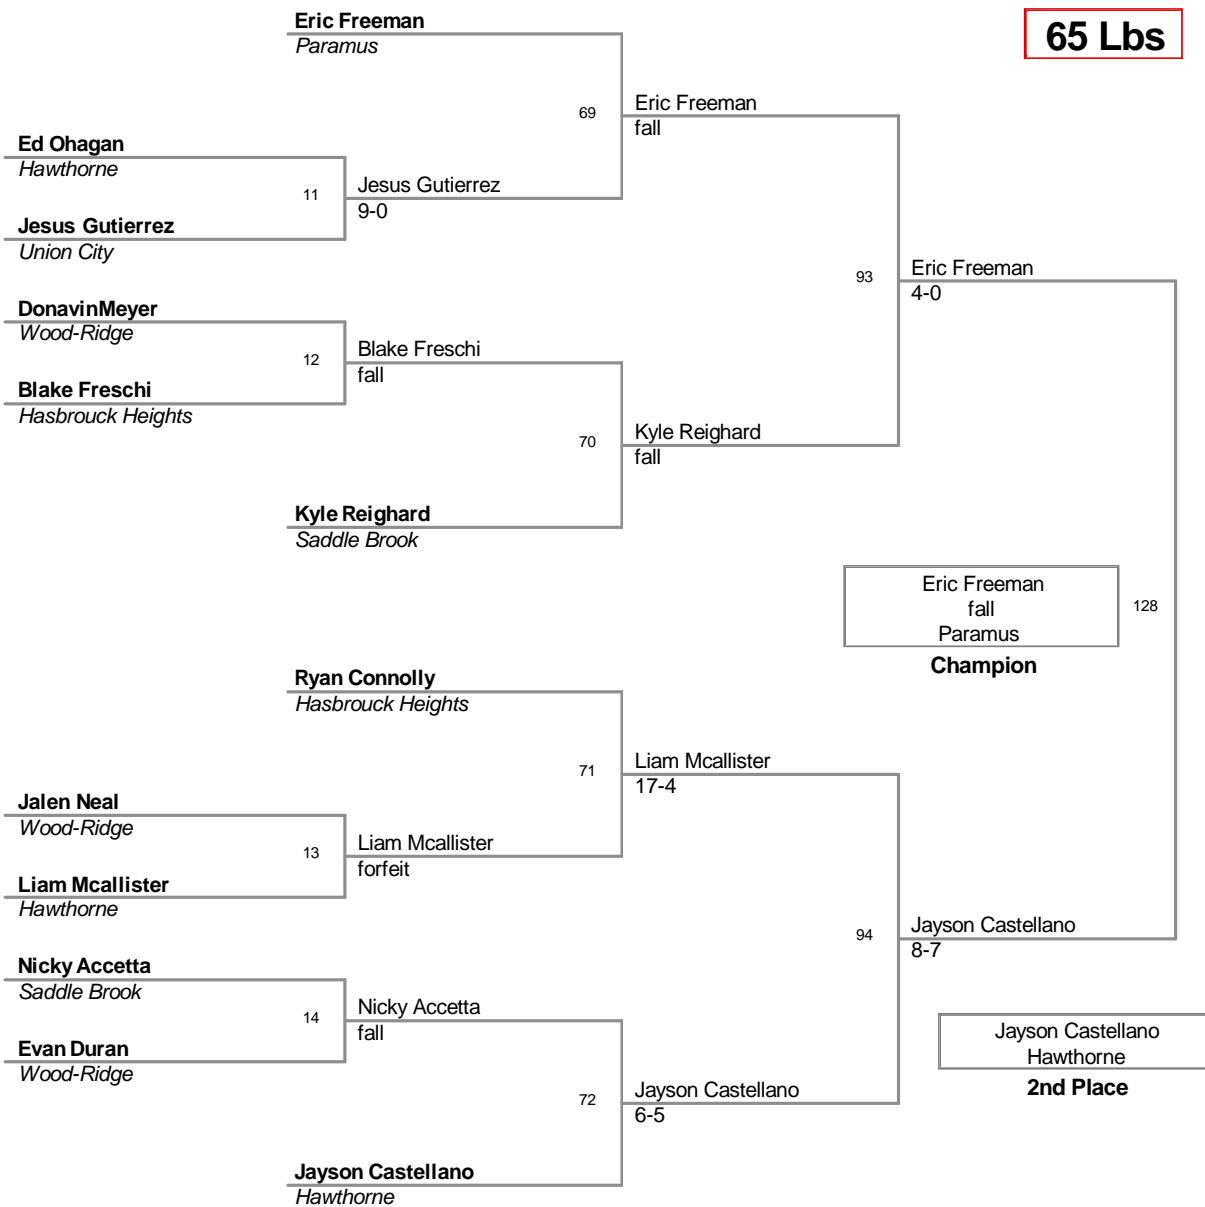 Eric Freeman
Paramus
65 Lbs
69
Eric Freeman
fall
Ed Ohagan
Hawthorne
11
Jesus Gutierrez
9-0
Jesus Gutierrez
Union City
93
Eric Freeman
4-0
DonavinMeyer
Wood-Ridge
12
Blake Freschi
fall
Blake Freschi
Hasbrouck Heights
70
Kyle Reighard
fall
Kyle Reighard
Saddle Brook
Eric Freeman
fall
Paramus
128
Champion
Ryan Connolly
Hasbrouck Heights
71
Liam Mcallister
17-4
Jalen Neal
Wood-Ridge
13
Liam Mcallister
forfeit
Liam Mcallister
Hawthorne
94
Jayson Castellano
8-7
Nicky Accetta
Saddle Brook
14
Nicky Accetta
fall
Evan Duran
Wood-Ridge
Jayson Castellano
Hawthorne
2nd Place
72
Jayson Castellano
6-5
Jayson Castellano
Hawthorne